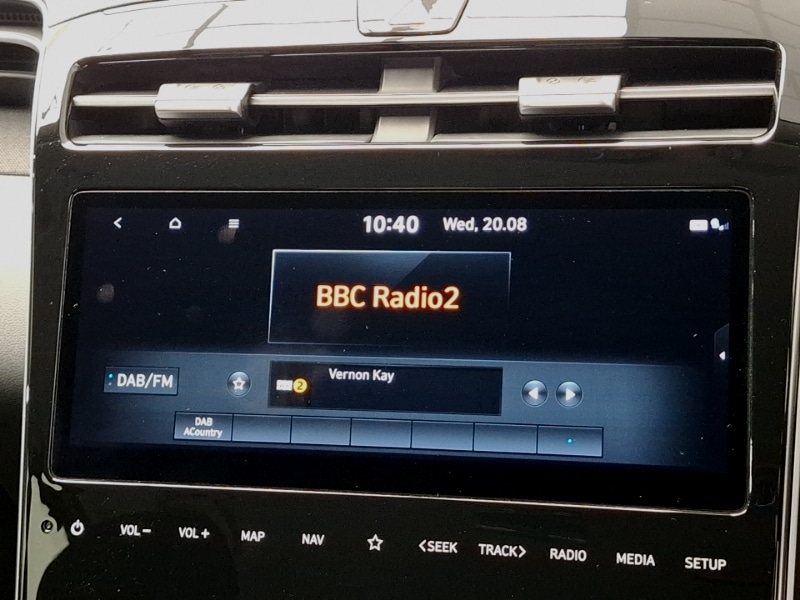 10:40 Wed, 20.08
BBC Radio2
DAB/FM
2
Vernon Kay
DAB
ACountry
VOL− VOL+ MAP NAV <SEEK TRACK> RADIO MEDIA SETUP